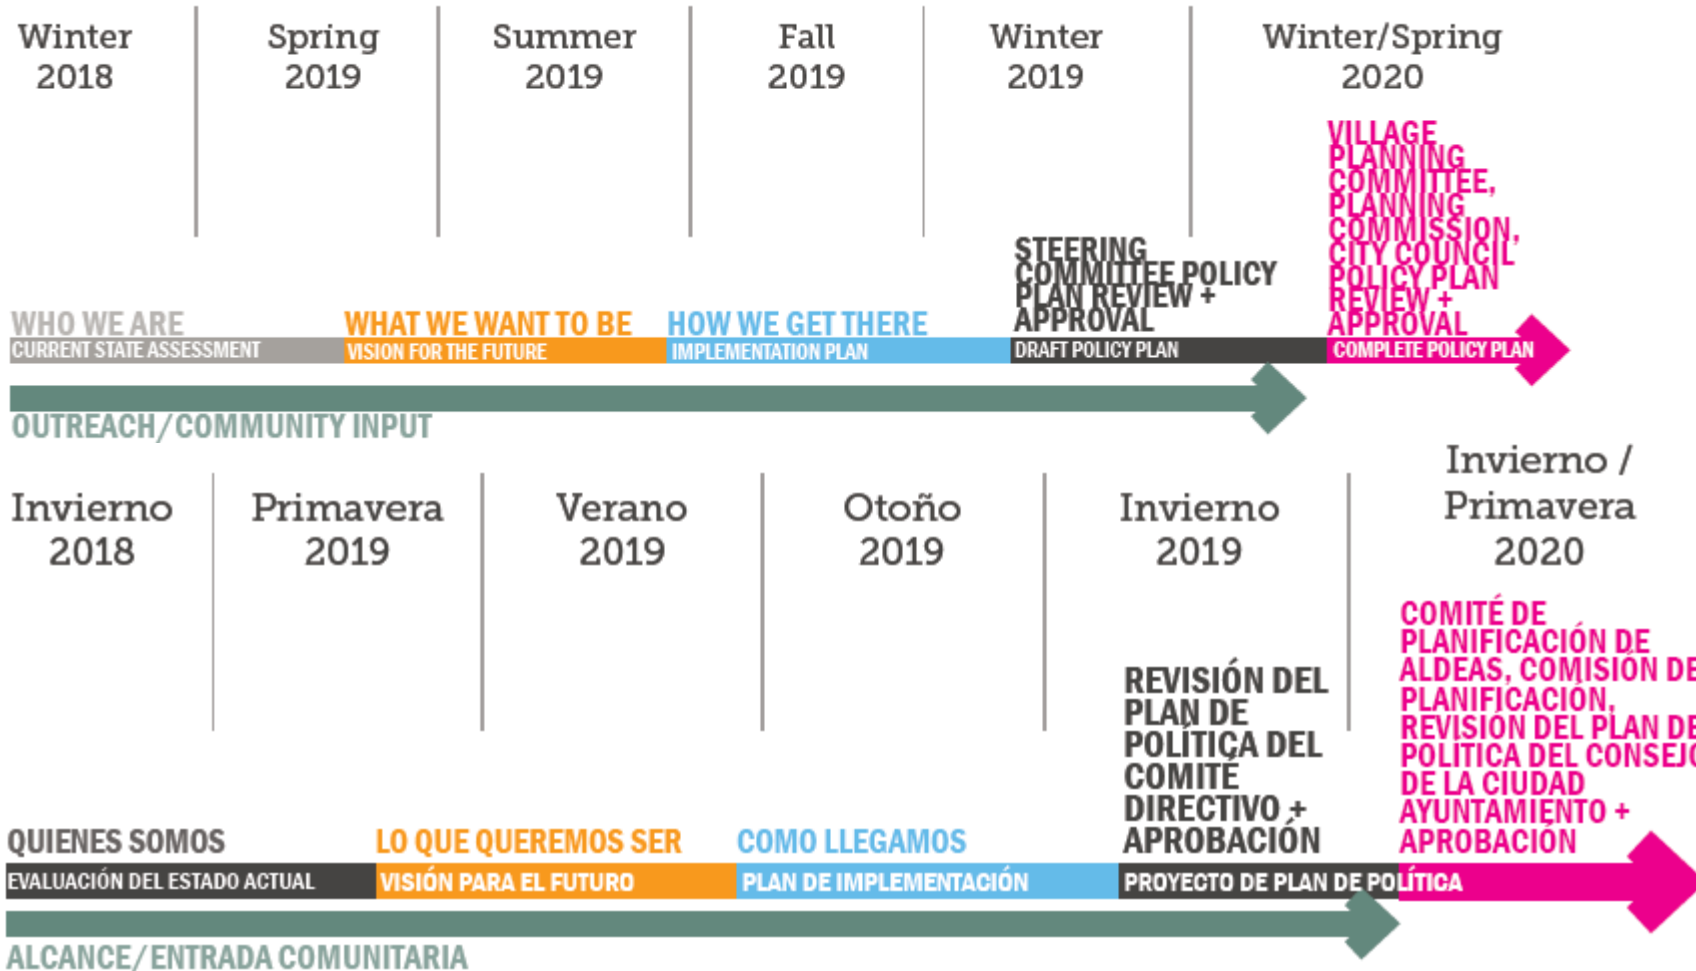 Winter
2018
Spring
2019
Summer
2019
Fall
2019
Winter
2019
Winter/Spring
2020
WHO WE ARE
CURRENT STATE ASSESSMENT
WHAT WE WANT TO BE
VISION FOR THE FUTURE
HOW WE GET THERE
IMPLEMENTATION PLAN
STEERING
COMMITTEE POLICY
PLAN REVIEW +
APPROVAL
DRAFT POLICY PLAN
VILLAGE
PLANNING
COMMITTEE,
PLANNING
COMMISSION,
CITY COUNCIL
POLICY PLAN
REVIEW +
APPROVAL
COMPLETE POLICY PLAN
OUTREACH/COMMUNITY INPUT
Invierno
2018
Primavera
2019
Verano
2019
Otoño
2019
Invierno
2019
Invierno /
Primavera
2020
QUIENES SOMOS
EVALUACIÓN DEL ESTADO ACTUAL
LO QUE QUEREMOS SER
VISIÓN PARA EL FUTURO
COMO LLEGAMOS
PLAN DE IMPLEMENTACIÓN
REVISIÓN DEL
PLAN DE
POLÍTICA DEL
COMITÉ
DIRECTIVO +
APROBACIÓN
PROYECTO DE PLAN DE POLÍTICA
COMITÉ DE
PLANIFICACIÓN DE
ALDEAS, COMISIÓN DE
PLANIFICACIÓN,
REVISIÓN DEL PLAN DE
POLÍTICA DEL CONSEJO
DE LA CIUDAD
AYUNTAMIENTO +
APROBACIÓN
ALCANCE/ENTRADA COMUNITARIA